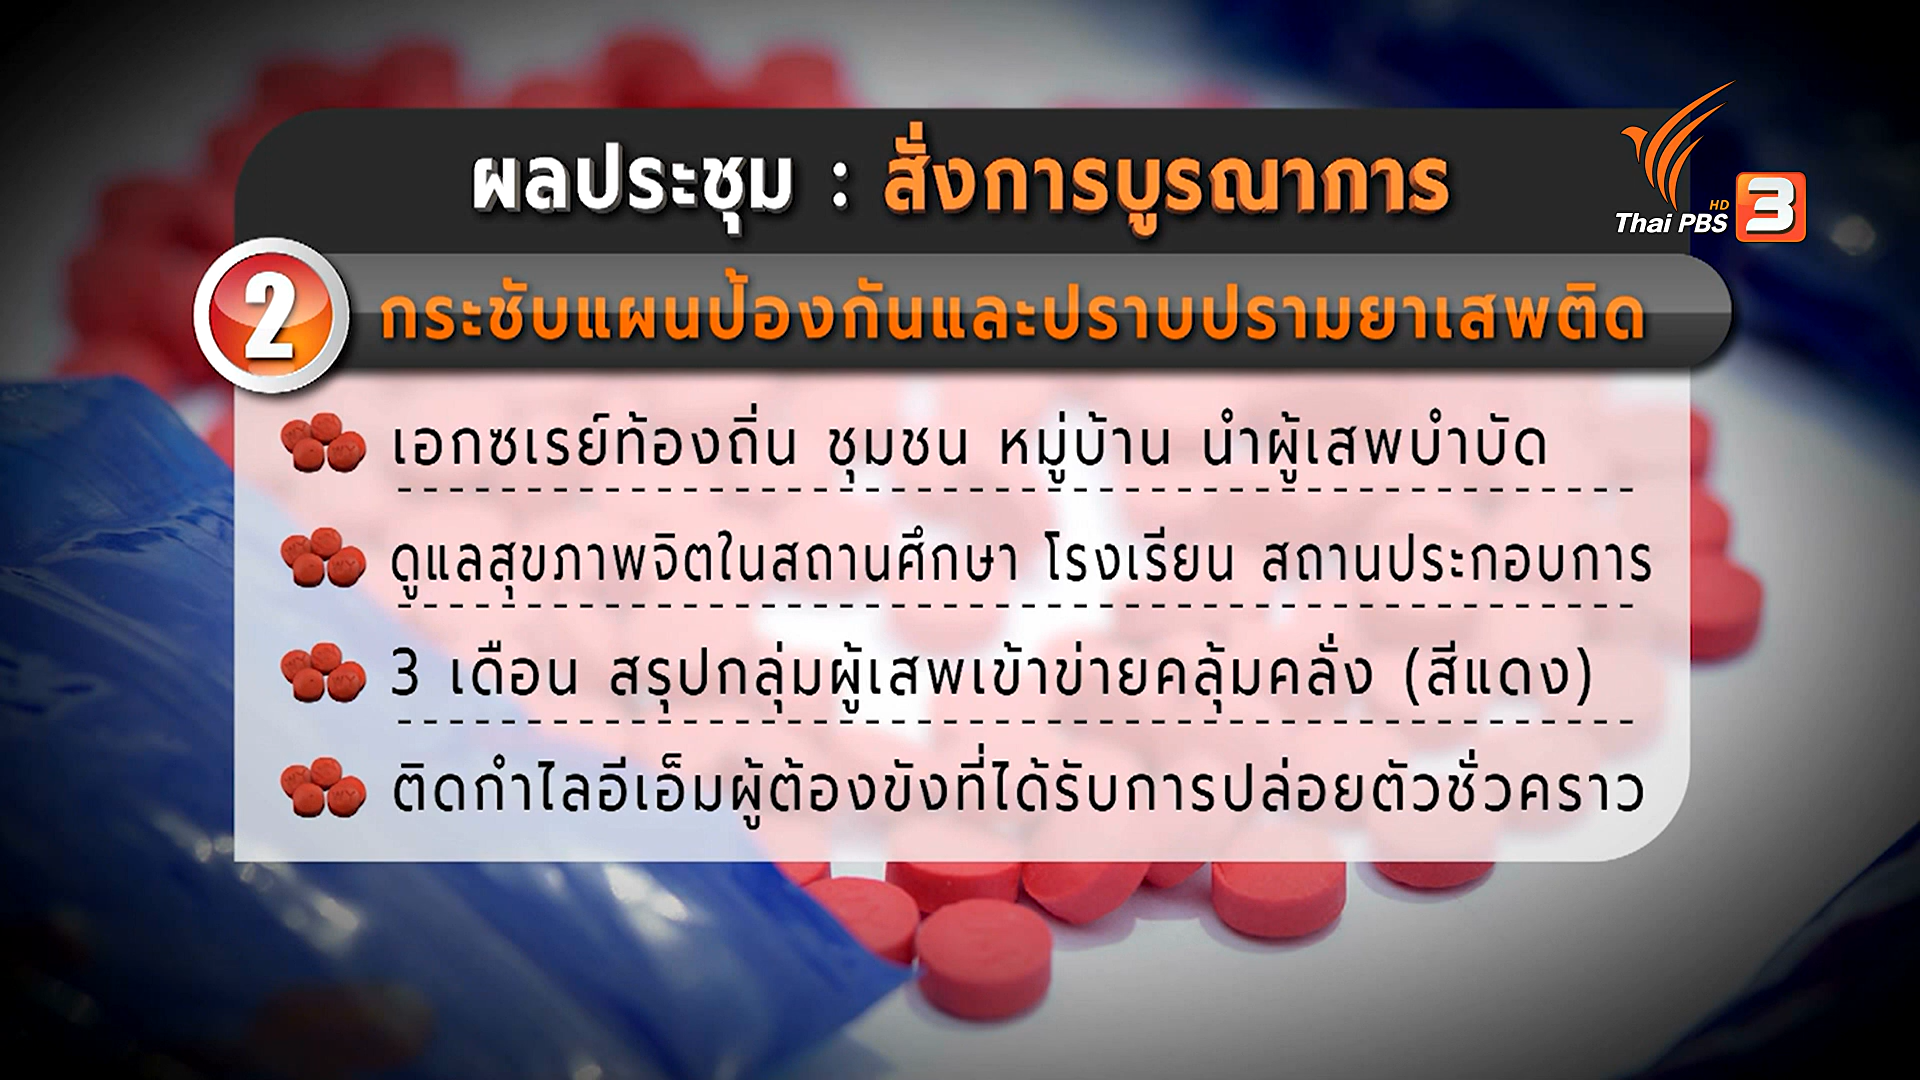 ผลประชุม : สั่งการบูรณาการ
HD
Thai PBS 3
2 กระชับแผนป้องกันและปราบปรามยาเสพติด
เอกซเรย์ท้องถิ่น ชุมชน หมู่บ้าน นำผู้เสพบำบัด
ดูแลสุขภาพจิตในสถานศึกษา โรงเรียน สถานประกอบการ
3 เดือน สรุปกลุ่มผู้เสพเข้าข่ายคลุ้มคลั่ง (สีแดง)
ติดกำไลอีเอ็มผู้ต้องขังที่ได้รับการปล่อยตัวชั่วคราว